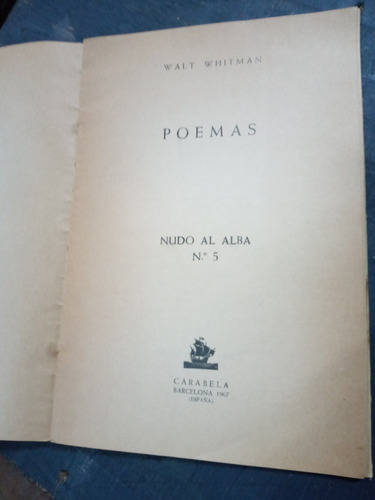 WALT WHITMAN
POEMAS
NUDO AL ALBA
N.º 5
CARABELA
BARCELONA 1967
(ESPAÑA)